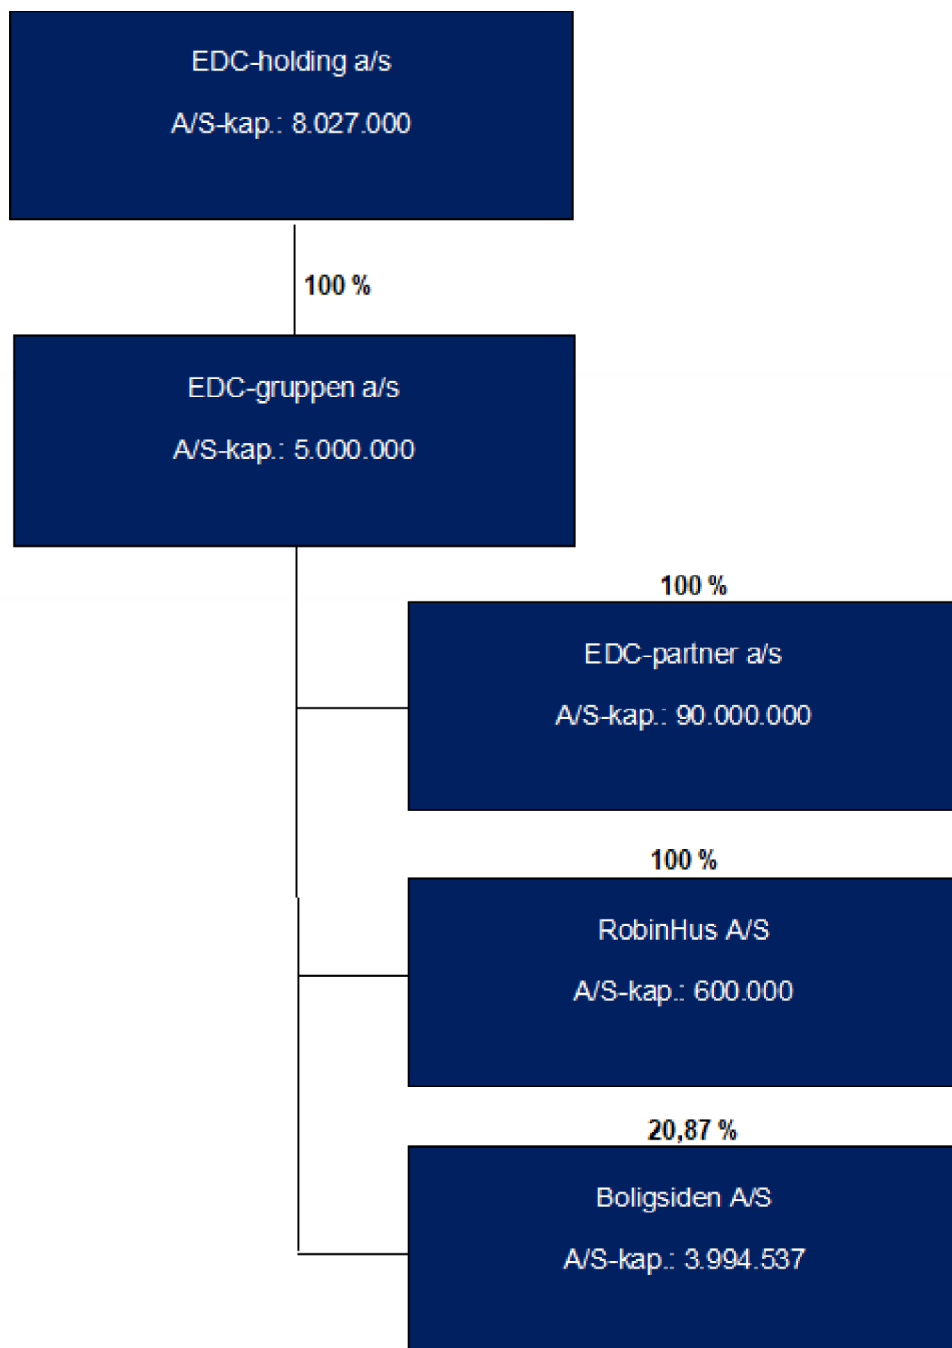 EDC-holding a/s
A/S-kap.: 8.027.000
100 %
EDC-gruppen a/s
A/S-kap.: 5.000.000
100 %
EDC-partner a/s
A/S-kap.: 90.000.000
100 %
RobinHus A/S
A/S-kap.: 600.000
20,87 %
Boligsiden A/S
A/S-kap.: 3.994.537